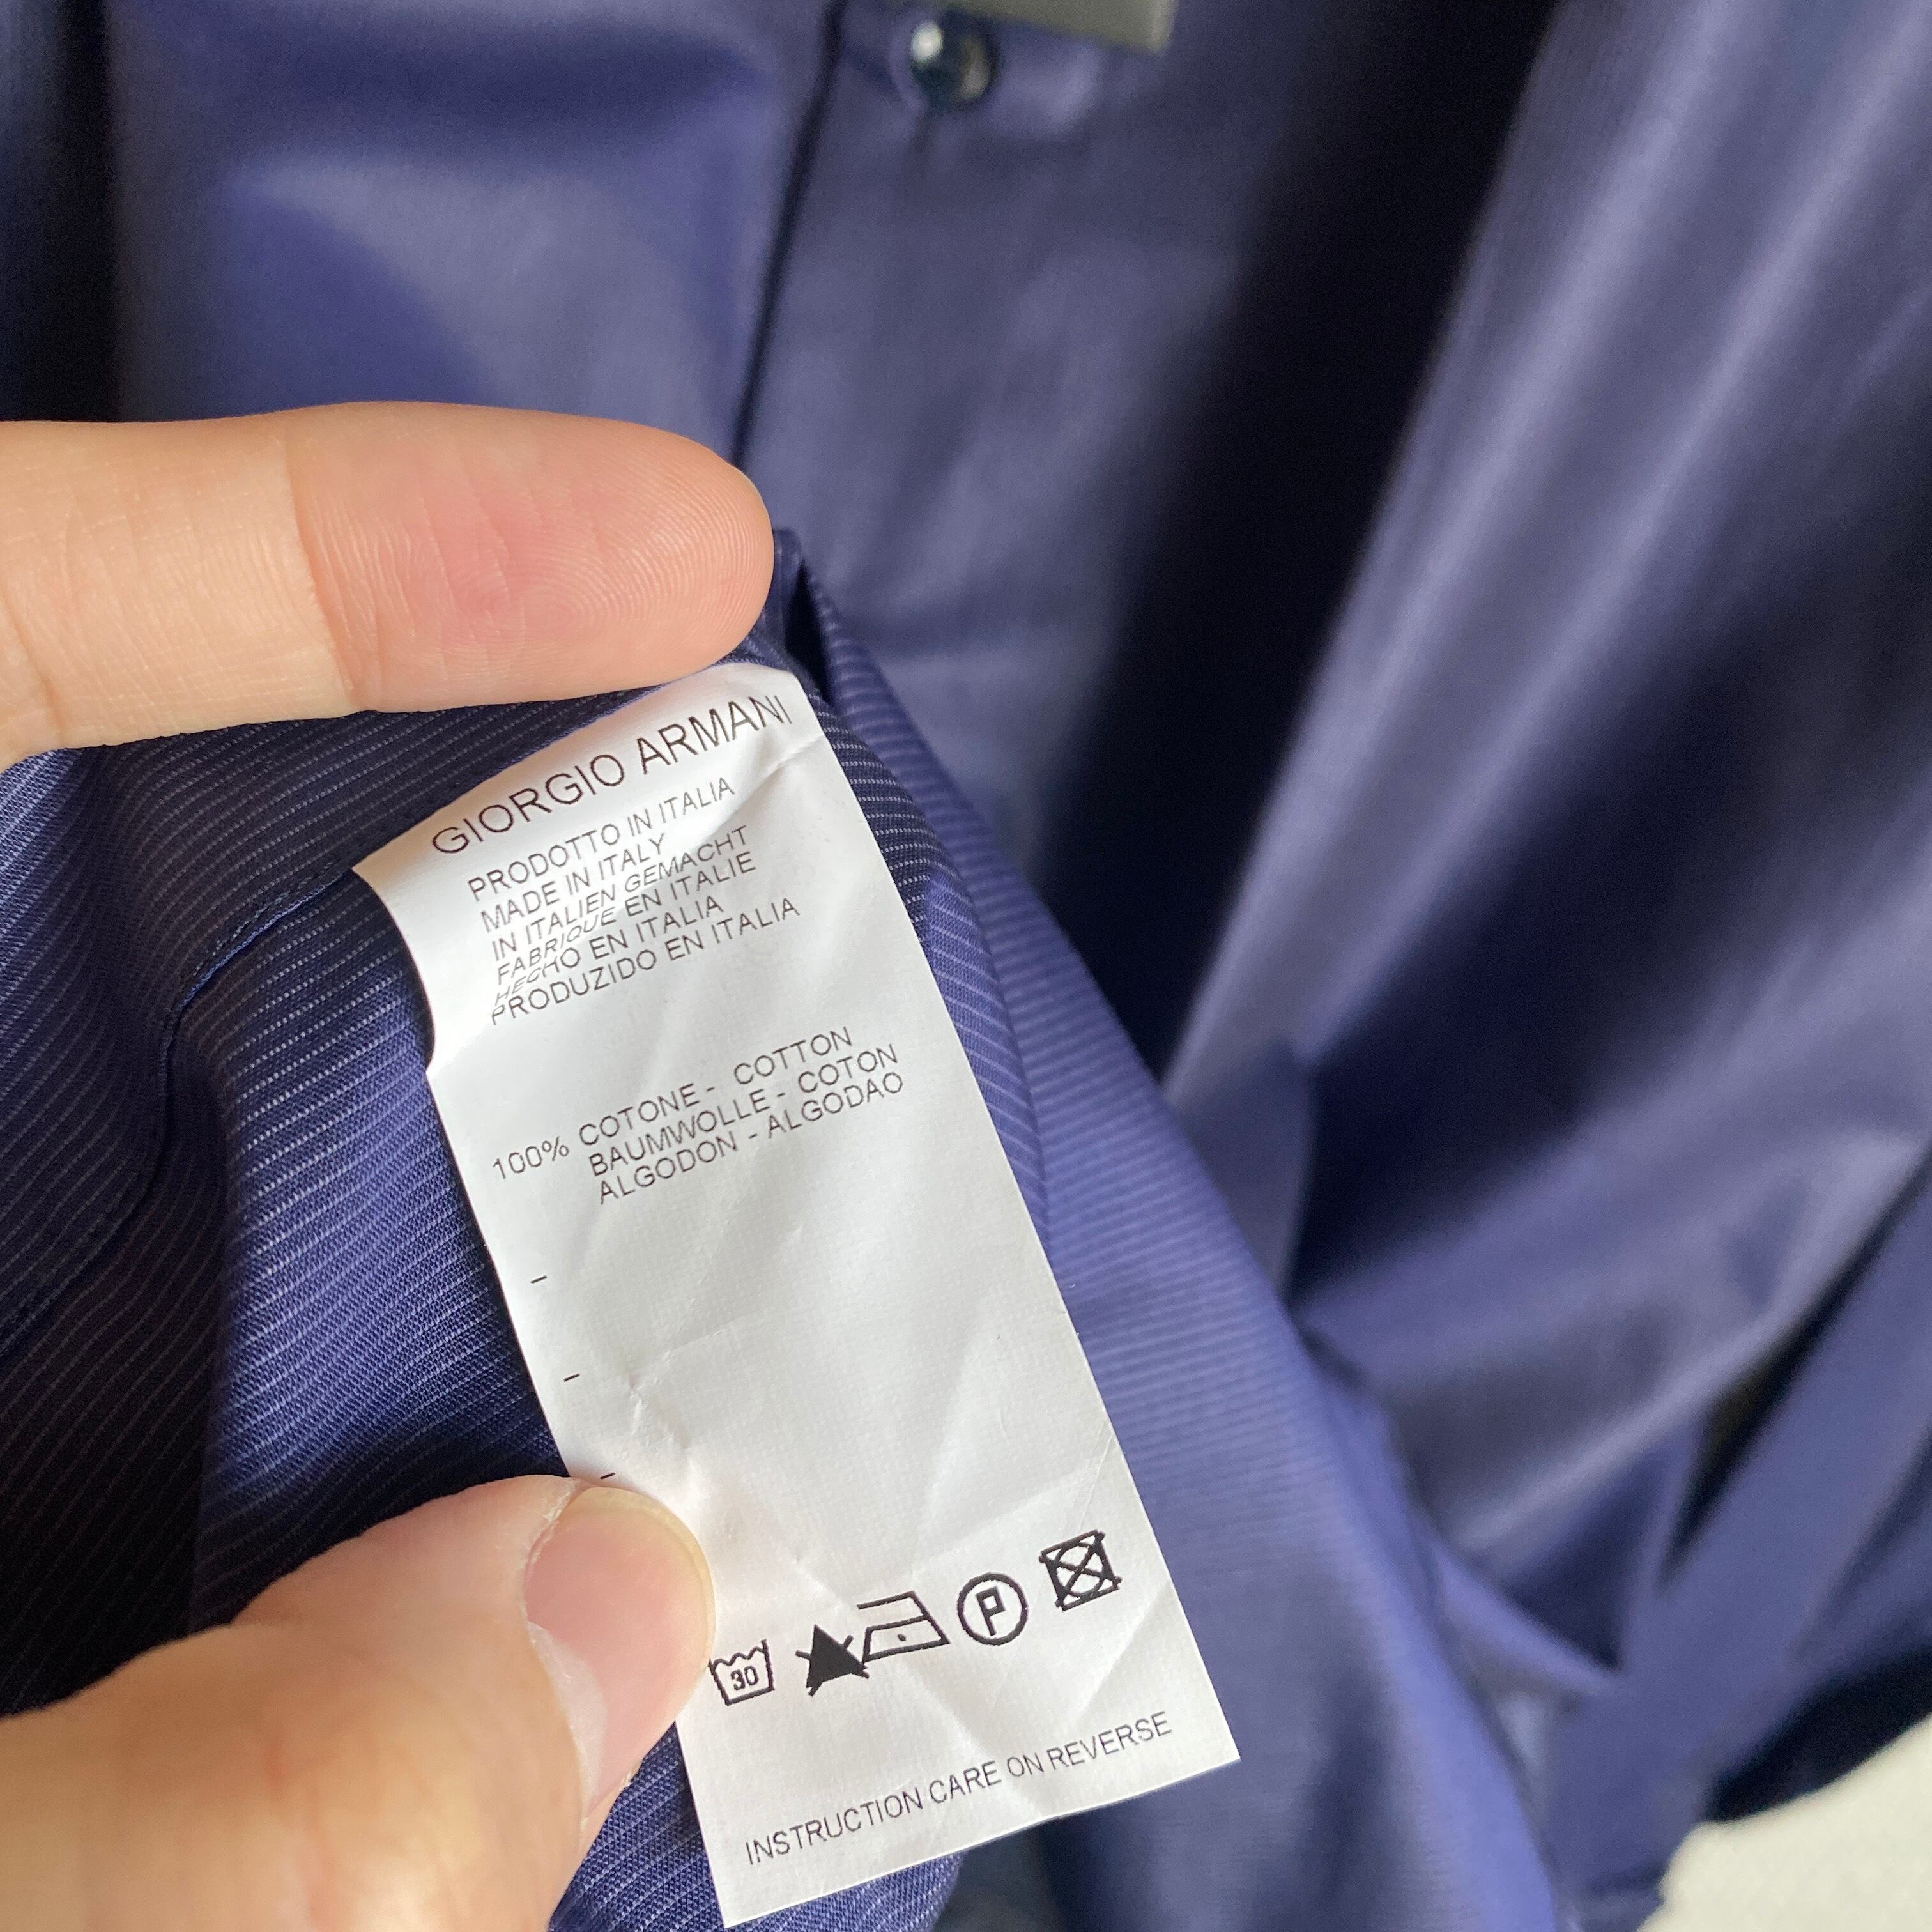 GIORGIO ARMANI
PRODOTTO IN ITALIA
MADE IN ITALY
IN ITALIEN GEMACHT
FABRIQUE EN ITALIE
HECHO EN ITALIA
PRODUZIDO EN ITALIA
100% COTONE - COTTON
BAUMWOLLE - COTON
ALGODON - ALGODAO
-
-
-
30 P
INSTRUCTION CARE ON REVERSE